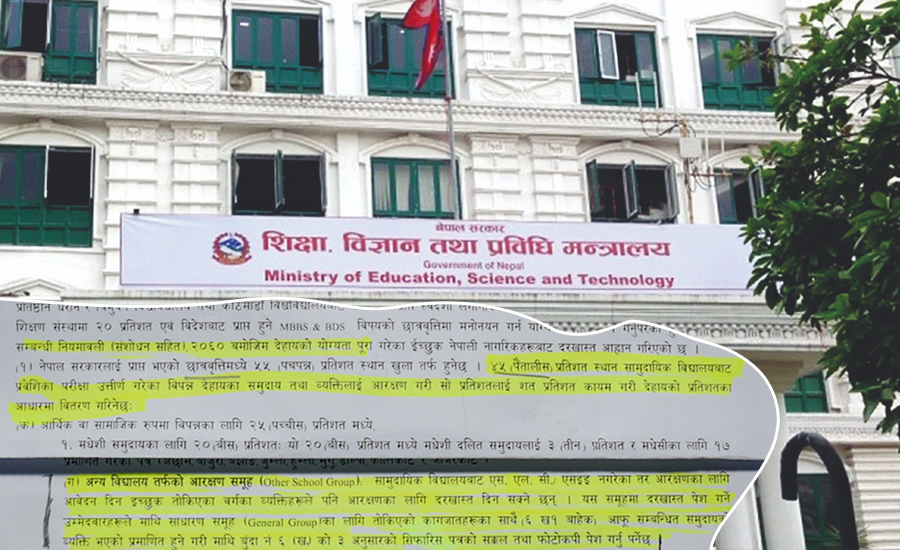 नेपाल सरकार
शिक्षा, विज्ञान तथा प्रविधि मन्त्रालय
Government of Nepal
Ministry of Education, Science and Technology
शिक्षण संस्थामा २० प्रतिशत एवं विदेशबाट प्राप्त हुने MBBS & BDS विषयको छात्रवृत्तिमा मनोनयन गर्न
सम्बन्धी नियमावली (संशोधन सहित), २०६० बमोजिम देहायको योग्यता पूरा गरेका ईच्छुक नेपाली नागरिकहरूबाट दरखास्त आह्वान गरिएको छ ।
(१) नेपाल सरकारलाई प्राप्त भएको छात्रवृत्तिमध्ये ५५ (पचपन्न) प्रतिशत स्थान खुला तर्फ हुनेछ । ४५ (पैंतालीस) प्रतिशत स्थान सामुदायिक विद्यालयबाट
प्रवेशिका परीक्षा उत्तीर्ण गरेका विपन्न देहायका समुदाय तथा व्यक्तिलाई आरक्षण गरी सो प्रतिशतलाई शत प्रतिशत कायम गरी देहायको प्रतिशतका
आधारमा वितरण गरिनेछः
(क) आर्थिक वा सामाजिक रुपमा विपन्नका लागि २५ (पच्चीस) प्रतिशत मध्ये,
१. मधेशी समुदायका लागि २० (बीस) प्रतिशतः यो २० (बीस) प्रतिशत मध्ये मधेशी दलित समुदायलाई ३ (तीन) प्रतिशत र मधेसीका लागि १७
ग) अन्य विद्यालय तर्फको आरक्षण समूह (Other School Group): सामुदायिक विद्यालयबाट एस. एल. सी./एसइइ नगरेका तर आरक्षणका लागि
आवेदन दिन इच्छुक तोकिएका बर्गका व्यक्तिहरूले पनि आरक्षणका लागि दरखास्त दिन सक्ने छन् । यस समूहमा दरखास्त पेश गर्ने
उम्मेदबारहरूले माथि साधारण समूह (General Group) का लागि तोकिएको कागजातहरूका साथै (६ ख१ बाहेक), आफू सम्बन्धित समुदायको
व्यक्ति भएको प्रमाणित हुने गरी माथि बुंदा नं ६ (ख) को ३ अनुसारको सिफारिस पत्रको सक्कल तथा फोटोकपी पेश गर्नु पर्नेछ ।